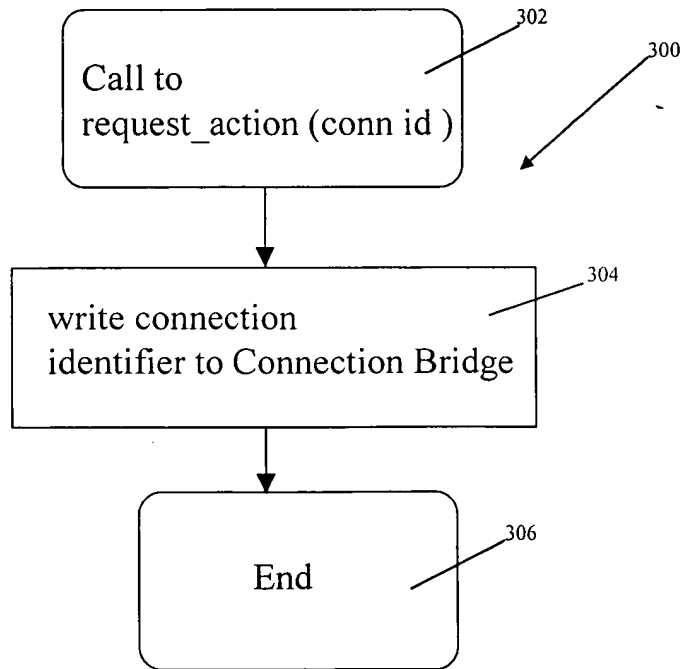 302
300
Call to
request_action (conn id )
304
write connection
identifier to Connection Bridge
306
End